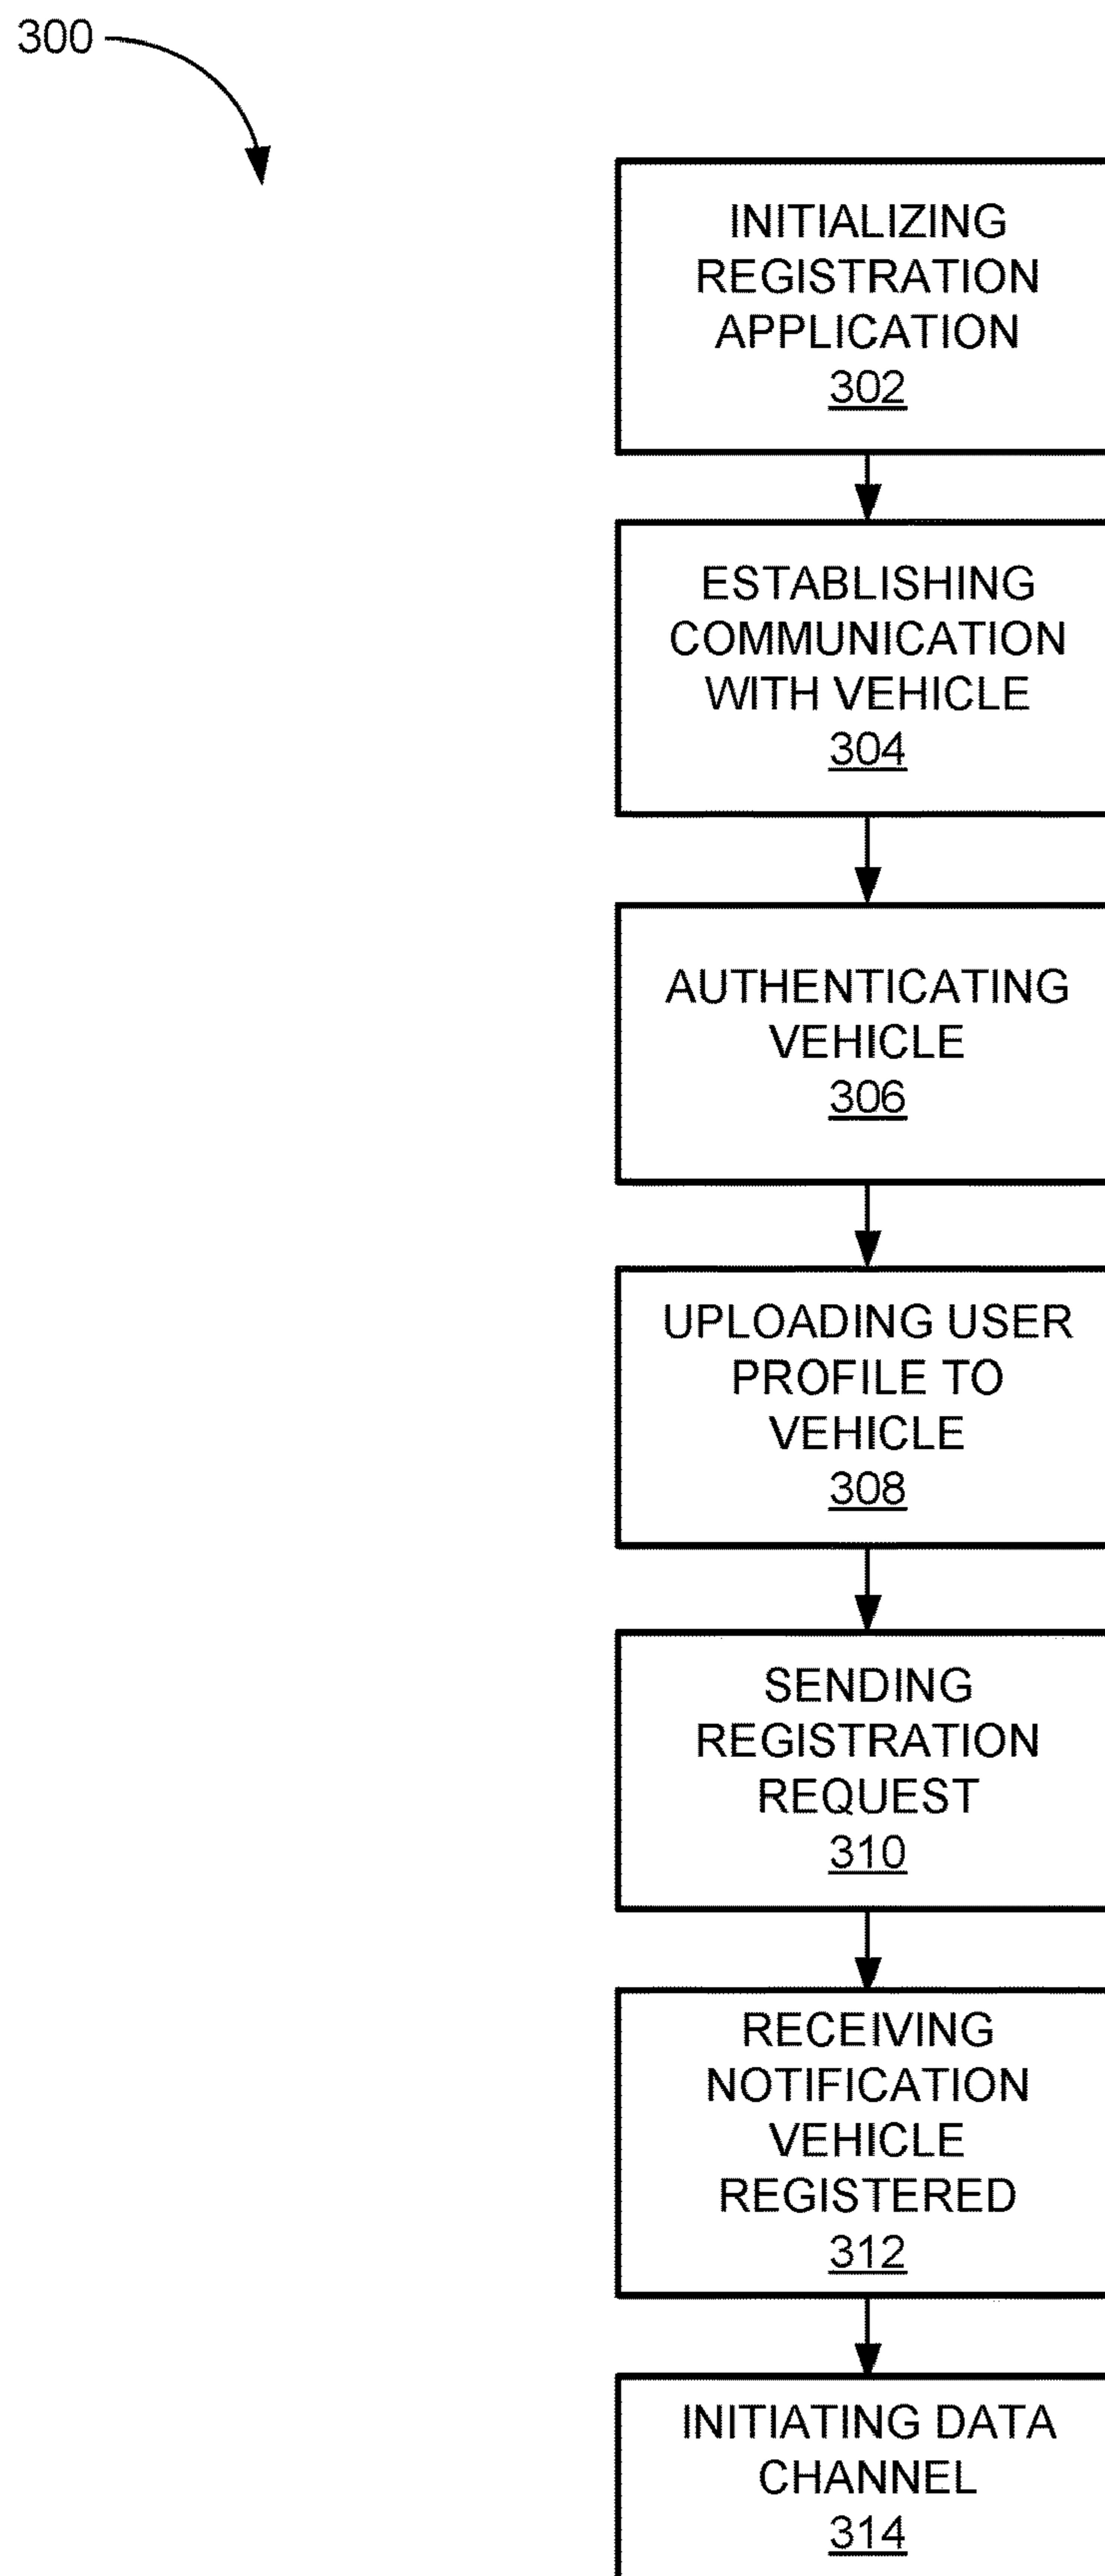 300
INITIALIZING
REGISTRATION
APPLICATION
302
ESTABLISHING
COMMUNICATION
WITH VEHICLE
304
AUTHENTICATING
VEHICLE
306
UPLOADING USER
PROFILE TO
VEHICLE
308
SENDING
REGISTRATION
REQUEST
310
RECEIVING
NOTIFICATION
VEHICLE
REGISTERED
312
INITIATING DATA
CHANNEL
314